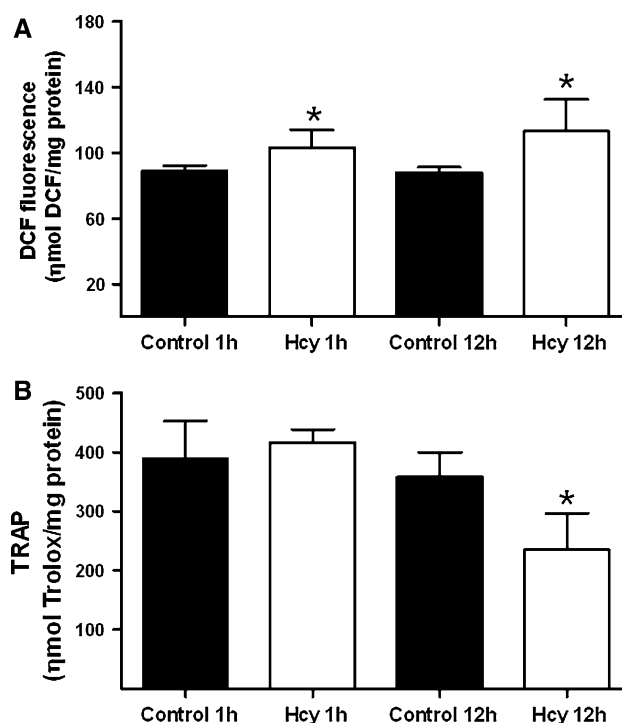 A
DCF fluorescence
(ηmol DCF/mg protein)
180
140
100
60
20
*
*
Control 1h
Hcy 1h
Control 12h
Hcy 12h
B
TRAP
(ηmol Trolox/mg protein)
500
400
300
200
100
*
Control 1h
Hcy 1h
Control 12h
Hcy 12h